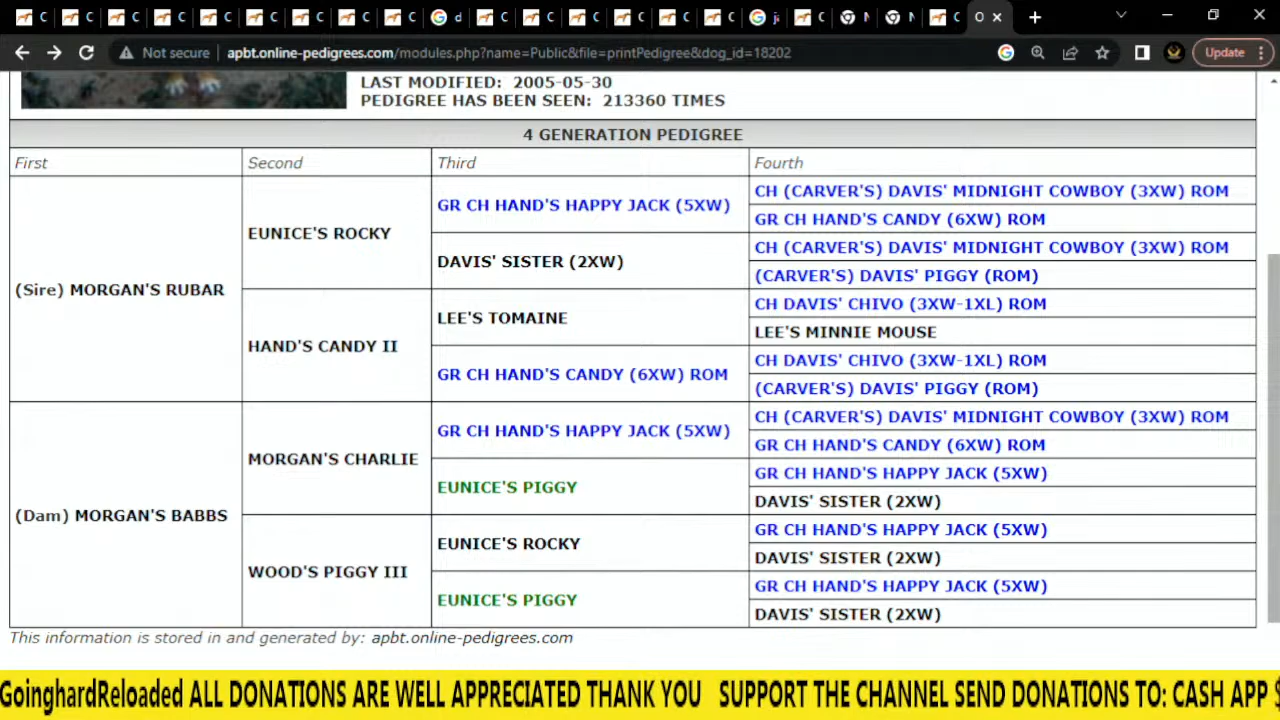 Not secure apbt.online-pedigrees.com/modules.php?name=Public&file=printPedigree&dog_id=18202 Update
LAST MODIFIED: 2005-05-30
PEDIGREE HAS BEEN SEEN: 213360 TIMES
4 GENERATION PEDIGREE
First Second Third Fourth
(Sire) MORGAN'S RUBAR
EUNICE'S ROCKY
GR CH HAND'S HAPPY JACK (5XW)
CH (CARVER'S) DAVIS' MIDNIGHT COWBOY (3XW) ROM
GR CH HAND'S CANDY (6XW) ROM
DAVIS' SISTER (2XW)
CH (CARVER'S) DAVIS' MIDNIGHT COWBOY (3XW) ROM
(CARVER'S) DAVIS' PIGGY (ROM)
HAND'S CANDY II
LEE'S TOMAINE
CH DAVIS' CHIVO (3XW-1XL) ROM
LEE'S MINNIE MOUSE
GR CH HAND'S CANDY (6XW) ROM
CH DAVIS' CHIVO (3XW-1XL) ROM
(CARVER'S) DAVIS' PIGGY (ROM)
(Dam) MORGAN'S BABBS
MORGAN'S CHARLIE
GR CH HAND'S HAPPY JACK (5XW)
CH (CARVER'S) DAVIS' MIDNIGHT COWBOY (3XW) ROM
GR CH HAND'S CANDY (6XW) ROM
EUNICE'S PIGGY
GR CH HAND'S HAPPY JACK (5XW)
DAVIS' SISTER (2XW)
WOOD'S PIGGY III
EUNICE'S ROCKY
GR CH HAND'S HAPPY JACK (5XW)
DAVIS' SISTER (2XW)
EUNICE'S PIGGY
GR CH HAND'S HAPPY JACK (5XW)
DAVIS' SISTER (2XW)
This information is stored in and generated by: apbt.online-pedigrees.com
GoinghardReloaded ALL DONATIONS ARE WELL APPRECIATED THANK YOU SUPPORT THE CHANNEL SEND DONATIONS TO: CASH APP $